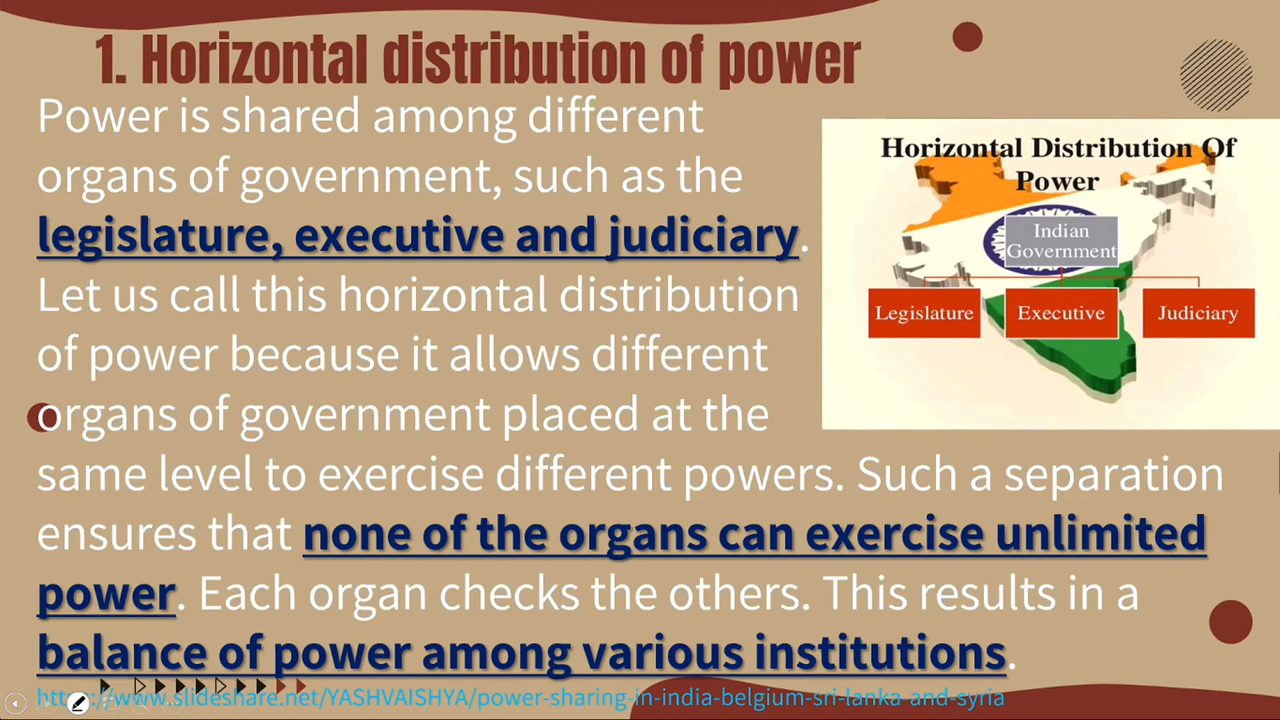 1. Horizontal distribution of power
Power is shared among different
organs of government, such as the
legislature, executive and judiciary.
Let us call this horizontal distribution
of power because it allows different
organs of government placed at the
same level to exercise different powers. Such a separation
ensures that none of the organs can exercise unlimited
power. Each organ checks the others. This results in a
balance of power among various institutions.
Horizontal Distribution Of
Power
Indian
Government
Legislature
Executive
Judiciary
https://www.slideshare.net/YASHVAISHYA/power-sharing-in-india-belgium-sri-lanka-and-syria